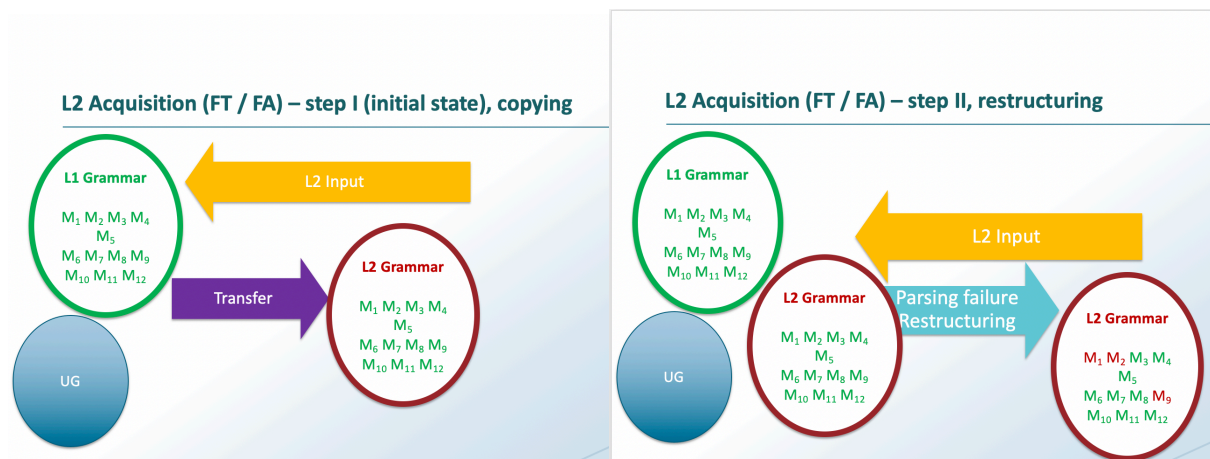 L2 Acquisition (FT / FA) – step I (initial state), copying
L1 Grammar
M₁ M₂ M₃ M₄
M₅
M₆ M₇ M₈ M₉
M₁₀ M₁₁ M₁₂
L2 Input
Transfer
L2 Grammar
M₁ M₂ M₃ M₄
M₅
M₆ M₇ M₈ M₉
M₁₀ M₁₁ M₁₂
UG
L2 Acquisition (FT / FA) – step II, restructuring
L1 Grammar
M₁ M₂ M₃ M₄
M₅
M₆ M₇ M₈ M₉
M₁₀ M₁₁ M₁₂
L2 Input
L2 Grammar
M₁ M₂ M₃ M₄
M₅
M₆ M₇ M₈ M₉
M₁₀ M₁₁ M₁₂
Parsing failure
Restructuring
L2 Grammar
M₁ M₂ M₃ M₄
M₅
M₆ M₇ M₈ M₉
M₁₀ M₁₁ M₁₂
UG